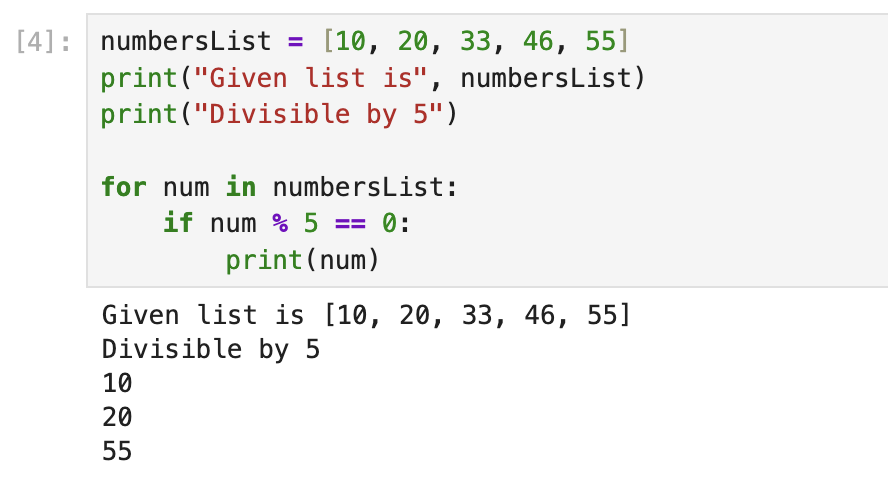 [4]:
numbersList = [10, 20, 33, 46, 55]
print("Given list is", numbersList)
print("Divisible by 5")
for num in numbersList:
    if num % 5 == 0:
        print(num)
Given list is [10, 20, 33, 46, 55]
Divisible by 5
10
20
55